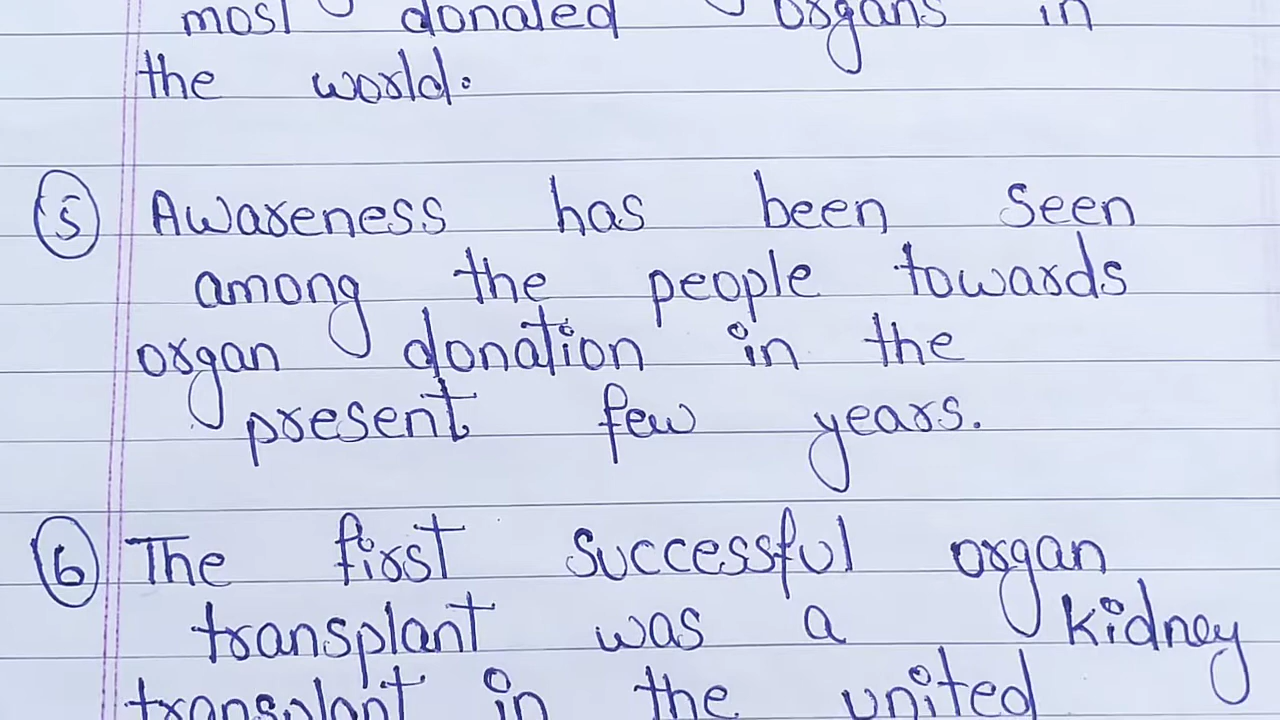 most donated organs in
the world.
5 Awareness has been seen
among the people towards
organ donation in the
present few years.
6 The first successful organ
transplant was a kidney
transplant in the united